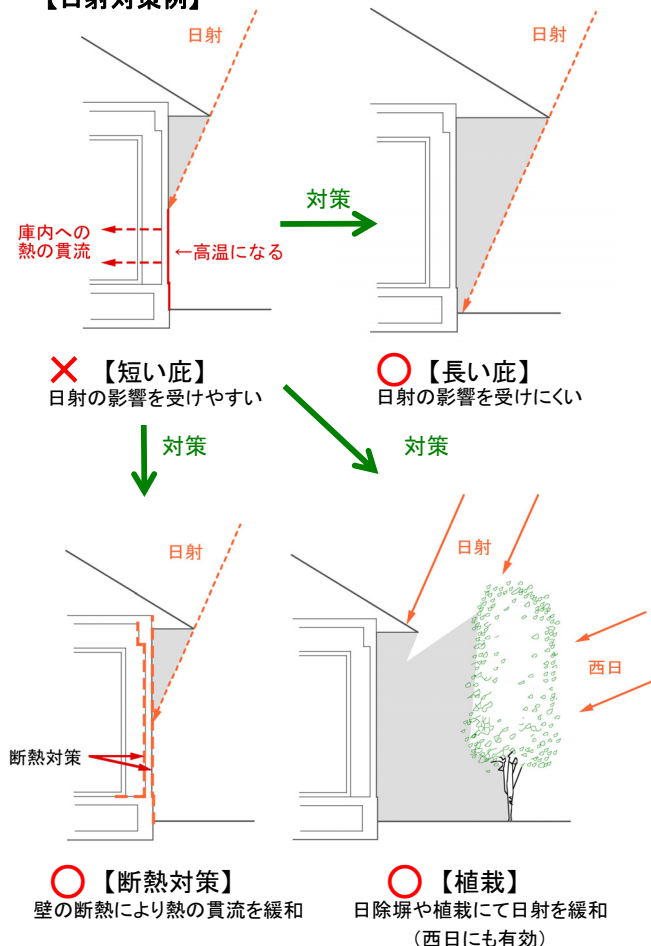 【日射対策例】
日射
日射
対策
庫内への
熱の貫流
←高温になる
× 【短い庇】
日射の影響を受けやすい
○ 【長い庇】
日射の影響を受けにくい
対策
対策
日射
日射
西日
断熱対策
○ 【断熱対策】
壁の断熱により熱の貫流を緩和
○ 【植栽】
日除塀や植栽にて日射を緩和
(西日にも有効)